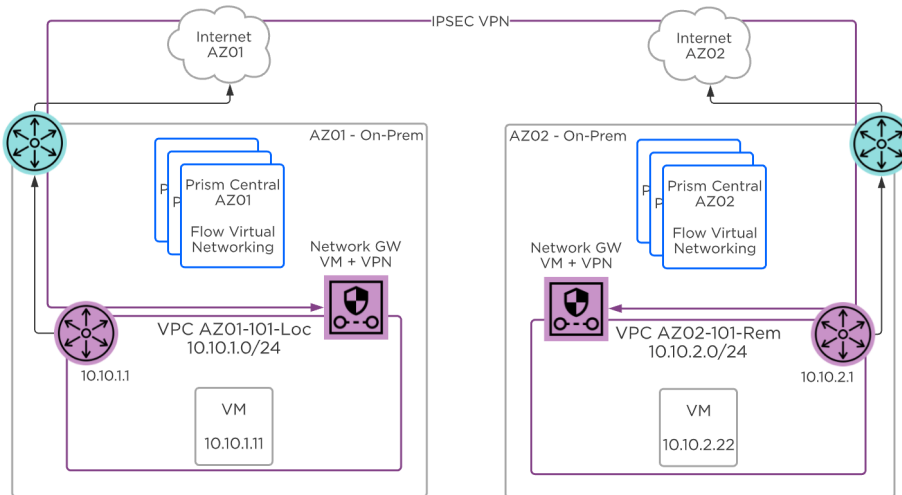 IPSEC VPN
Internet
AZ01
Internet
AZ02
AZ01 - On-Prem
AZ02 - On-Prem
P
P
Prism Central
AZ01
Flow Virtual
Networking
P
P
Prism Central
AZ02
Flow Virtual
Networking
Network GW
VM + VPN
Network GW
VM + VPN
VPC AZ01-101-Loc
10.10.1.0/24
VPC AZ02-101-Rem
10.10.2.0/24
10.10.1.1
10.10.2.1
VM
10.10.1.11
VM
10.10.2.22